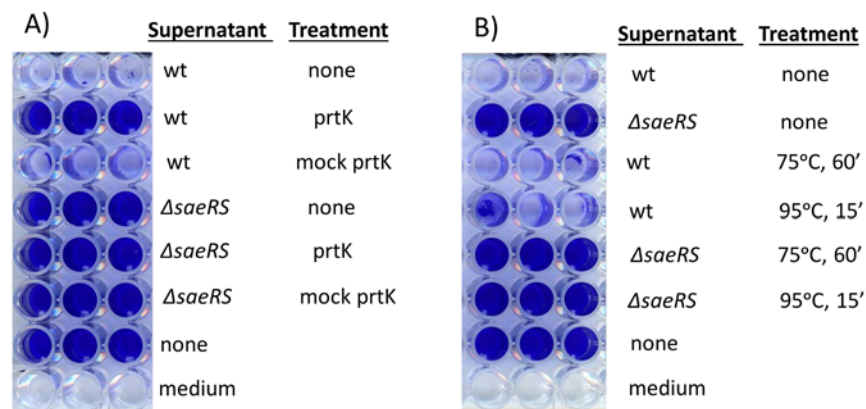 A)
Supernatant Treatment
wt none
wt prtK
wt mock prtK
ΔsaeRS none
ΔsaeRS prtK
ΔsaeRS mock prtK
none
medium
B)
Supernatant Treatment
wt none
ΔsaeRS none
wt 75°C, 60’
wt 95°C, 15’
ΔsaeRS 75°C, 60’
ΔsaeRS 95°C, 15’
none
medium